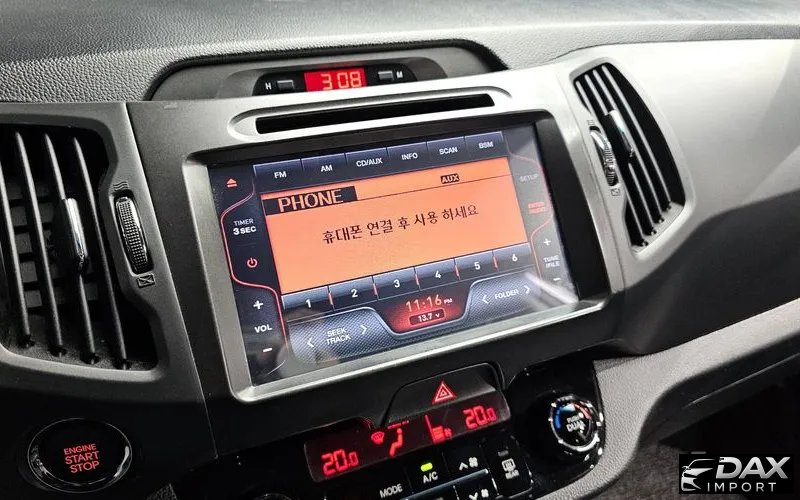 H
3:08
M
FM
AM
CD/AUX
INFO
SCAN
BSM
SETUP
PHONE
AUX
휴대폰 연결 후 사용 하세요
TIMER
3 SEC
+
VOL
-
1 2 3 4 5 6
11:16 PM
13.7 v
SEEK
TRACK
FOLDER
+
TUNE
/FILE
-
ENGINE
START
STOP
20.0
20.0
MODE
A/C
REAR
DUAL
DAX
IMPORT